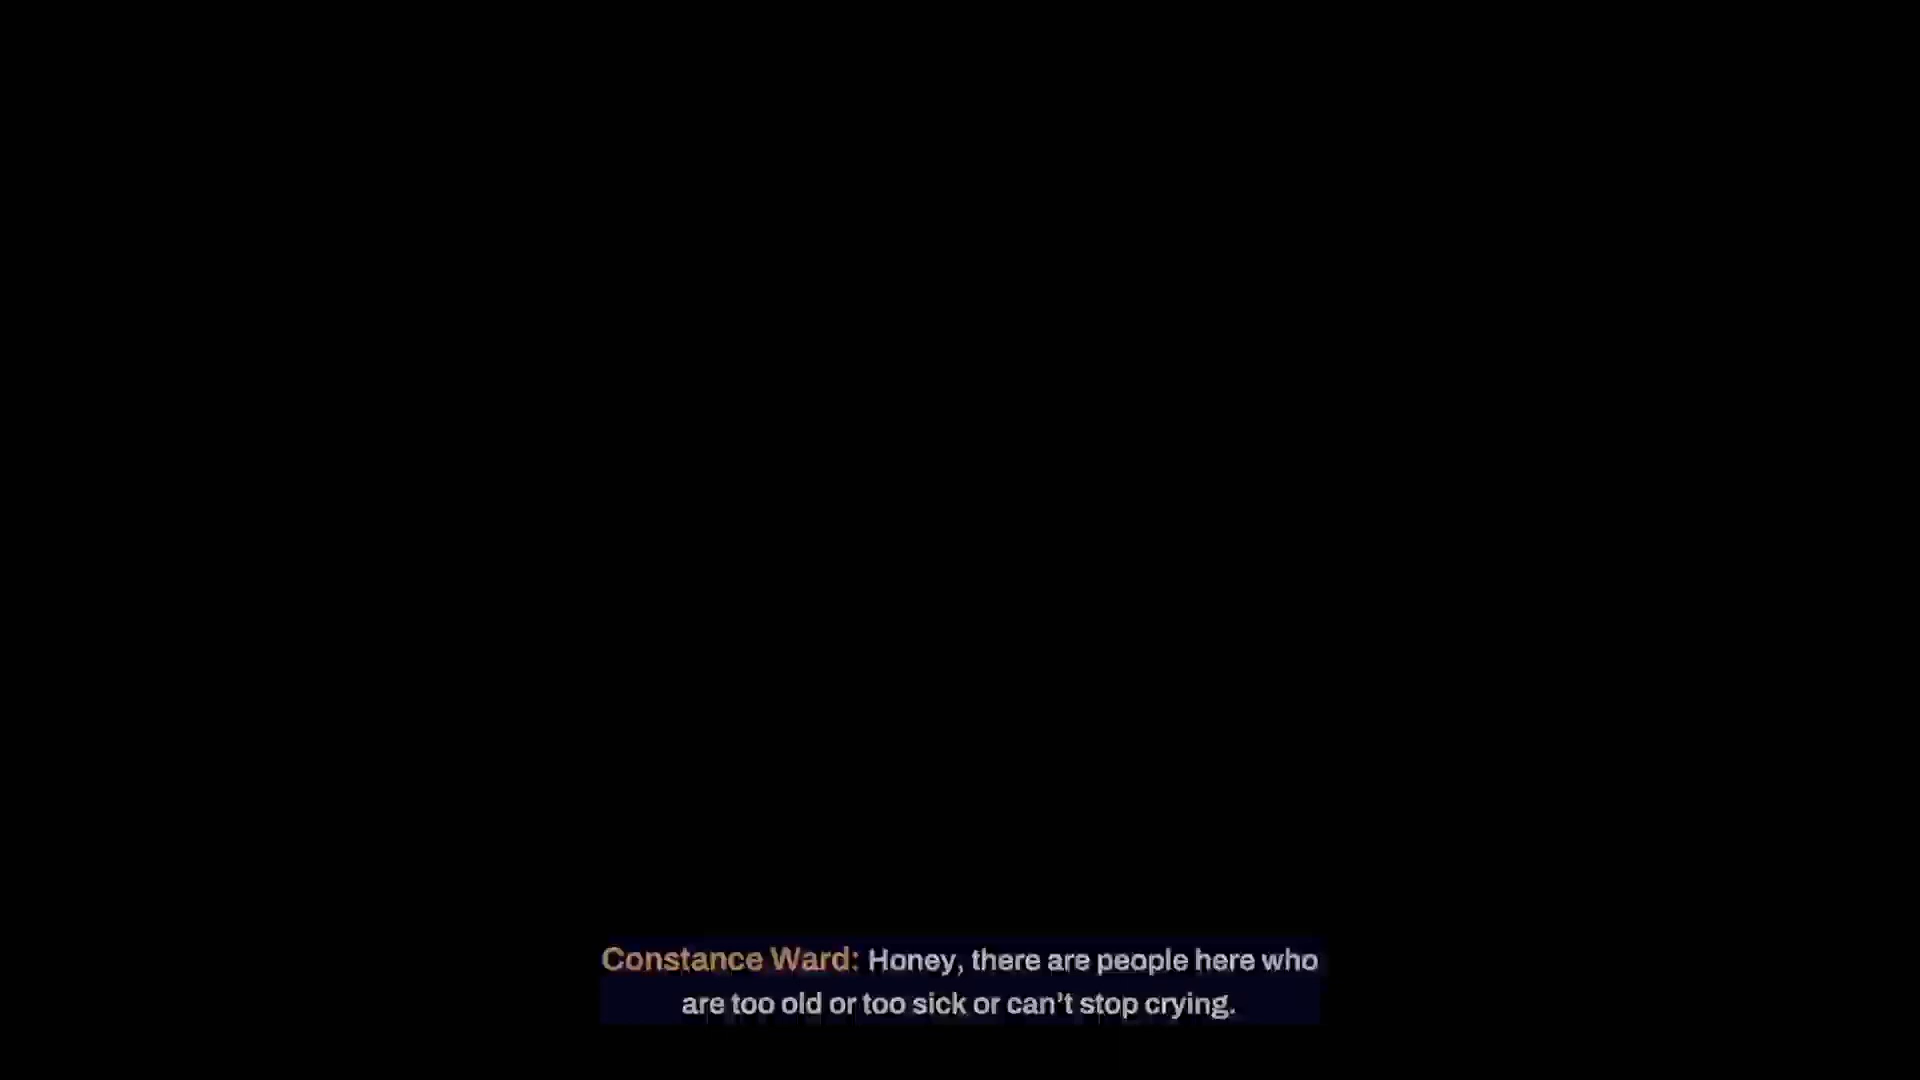 Constance Ward: Honey, there are people here who
are too old or too sick or can't stop crying.